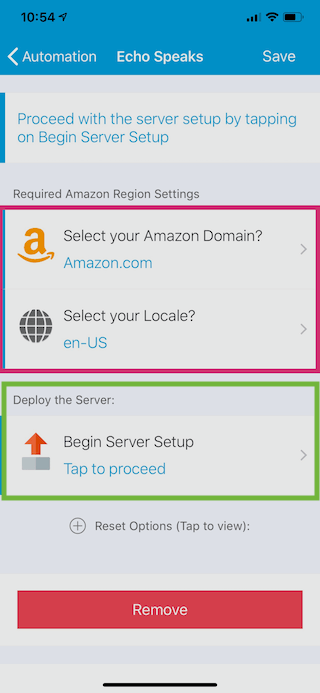 10:54
Automation
Echo Speaks
Save
Proceed with the server setup by tapping
on Begin Server Setup
Required Amazon Region Settings
a
Select your Amazon Domain?
Amazon.com
Select your Locale?
en-US
Deploy the Server:
Begin Server Setup
Tap to proceed
Reset Options (Tap to view):
Remove